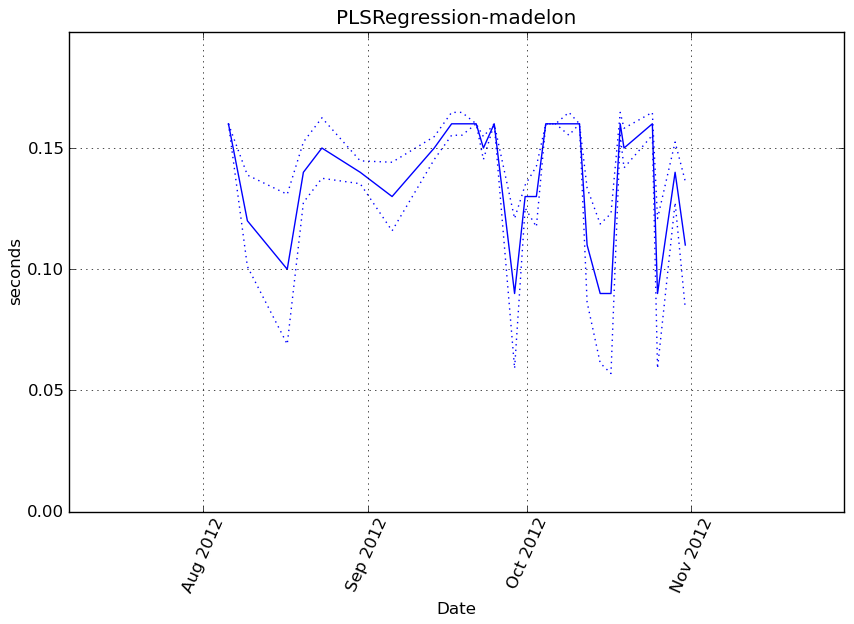 PLSRegression-madelon
seconds
0.15
0.10
0.05
0.00
Aug 2012
Sep 2012
Oct 2012
Nov 2012
Date